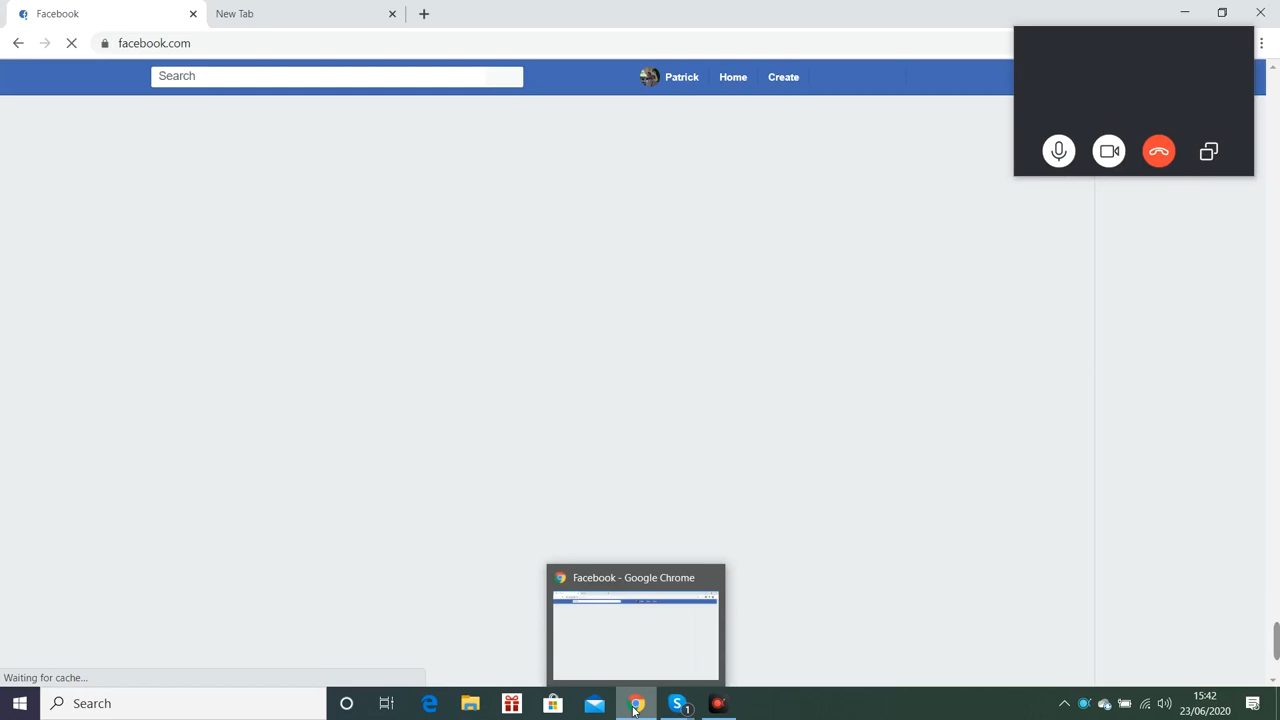 Facebook
New Tab
facebook.com
Search
Patrick
Home
Create
Facebook - Google Chrome
Waiting for cache...
Search
1
15:42
23/06/2020